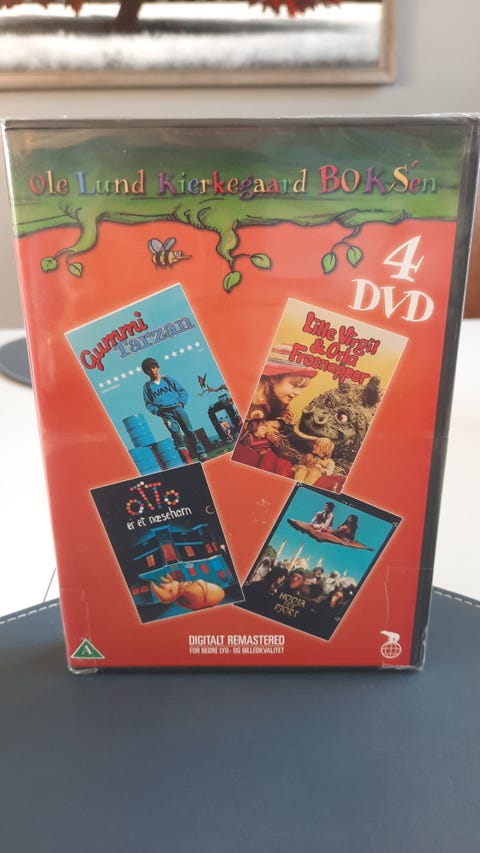 Ole Lund Kierkegaard BOKSen
4
DVD
Gummi
Tarzan
IVAN
Lille Virgil
& Orla
Frøsnapper
OTTO
er et næsehorn
HODJA
FRA
PJORT
DIGITALT REMASTERED
FOR BEDRE LYD- OG BILLEDKVALITET
A